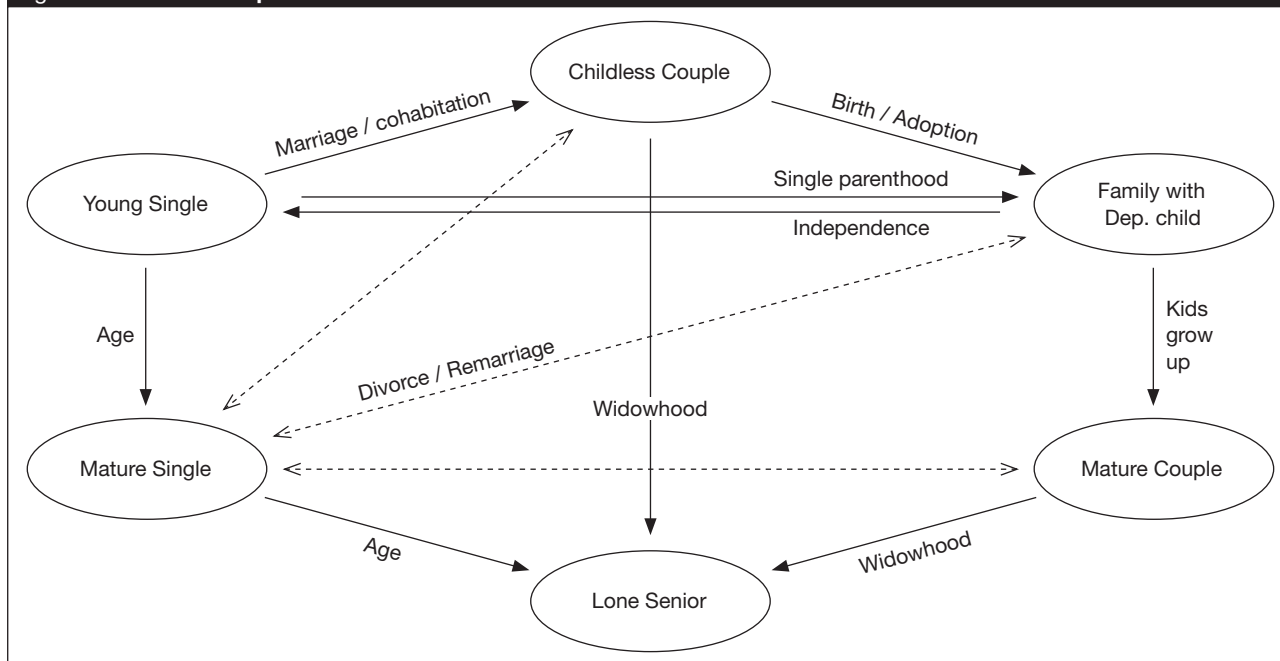 Childless Couple
Marriage / cohabitation
Birth / Adoption
Young Single
Single parenthood
Family with
Dep. child
Independence
Age
Kids
grow
up
Divorce / Remarriage
Widowhood
Mature Single
Mature Couple
Age
Widowhood
Lone Senior